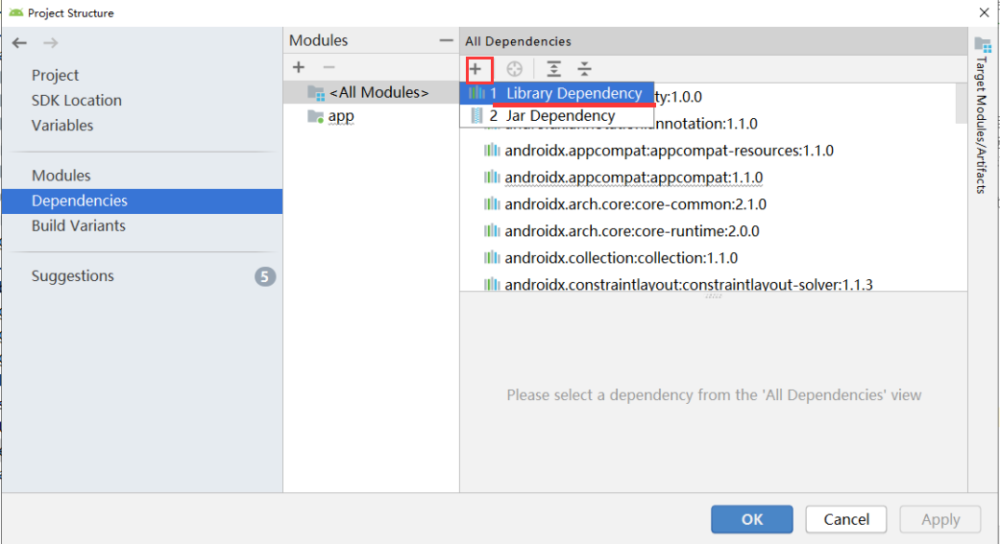 Project Structure
Project
SDK Location
Variables
Modules
Dependencies
Build Variants
Suggestions
5
Modules
<All Modules>
app
All Dependencies
1 Library Dependency
ty:1.0.0
2 Jar Dependency
annotation:1.1.0
androidx.appcompat:appcompat-resources:1.1.0
androidx.appcompat:appcompat:1.1.0
androidx.arch.core:core-common:2.1.0
androidx.arch.core:core-runtime:2.0.0
androidx.collection:collection:1.1.0
androidx.constraintlayout:constraintlayout-solver:1.1.3
Please select a dependency from the 'All Dependencies' view
Target Modules/Artifacts
OK
Cancel
Apply